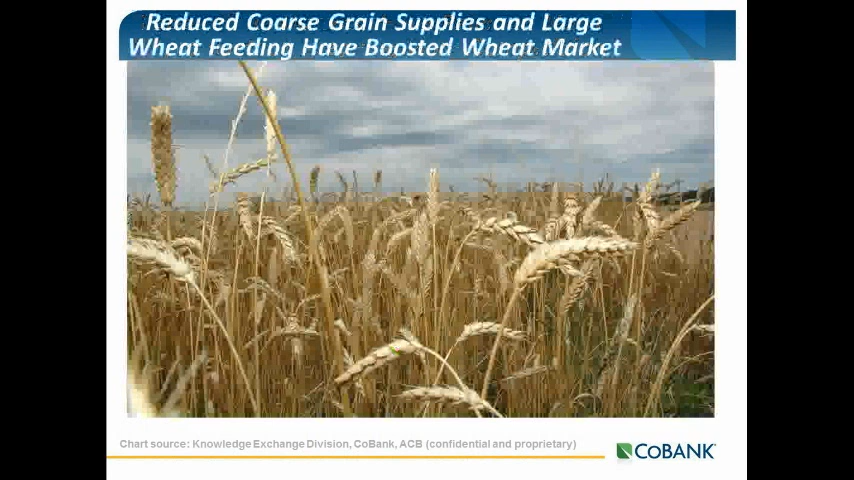 Reduced Coarse Grain Supplies and Large
Wheat Feeding Have Boosted Wheat Market
Chart source: Knowledge Exchange Division, CoBank, ACB (confidential and proprietary)
COBANK